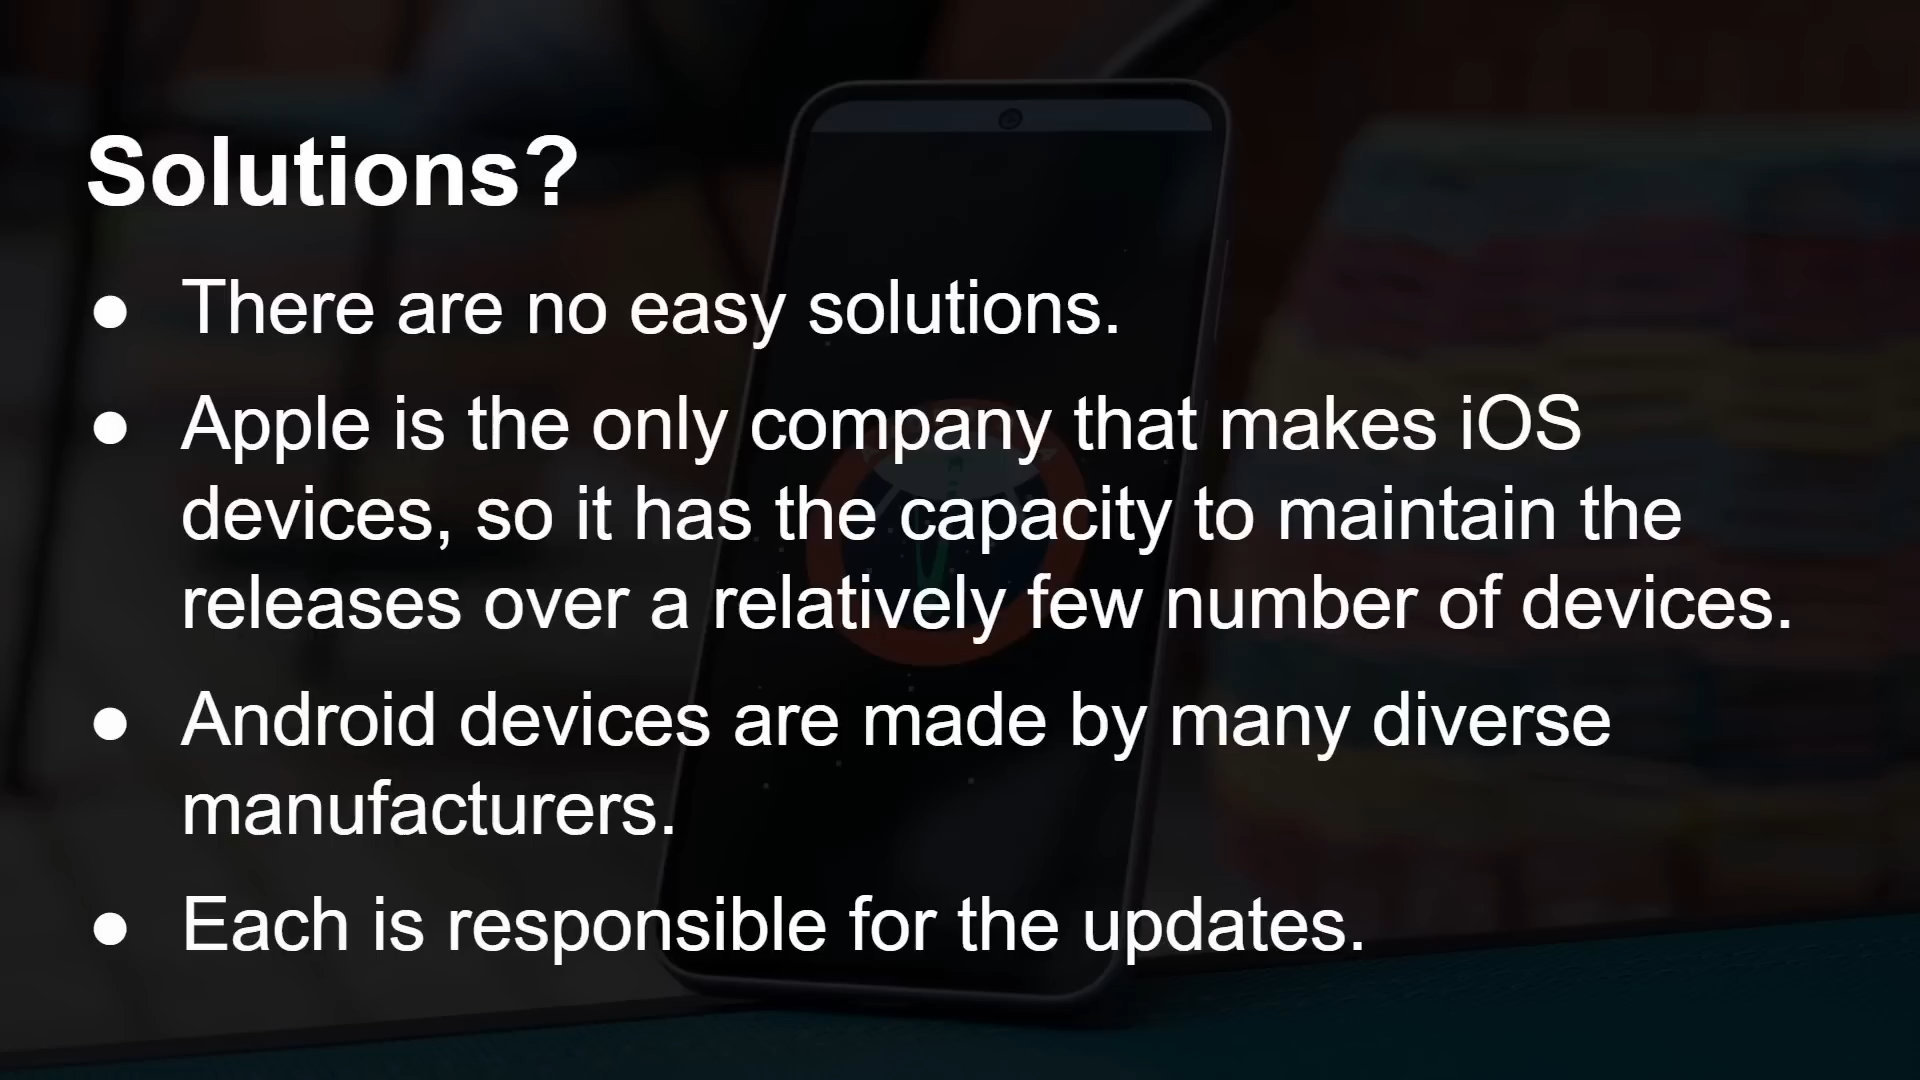 Solutions?
● There are no easy solutions.
● Apple is the only company that makes iOS
devices, so it has the capacity to maintain the
releases over a relatively few number of devices.
● Android devices are made by many diverse
manufacturers.
● Each is responsible for the updates.